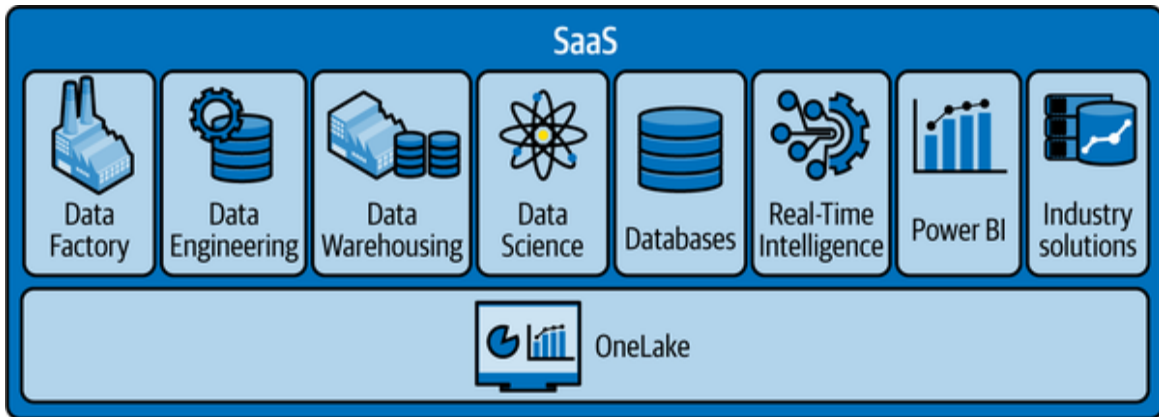 SaaS
Data
Factory
Data
Engineering
Data
Warehousing
Data
Science
Databases
Real-Time
Intelligence
Power BI
Industry
solutions
OneLake